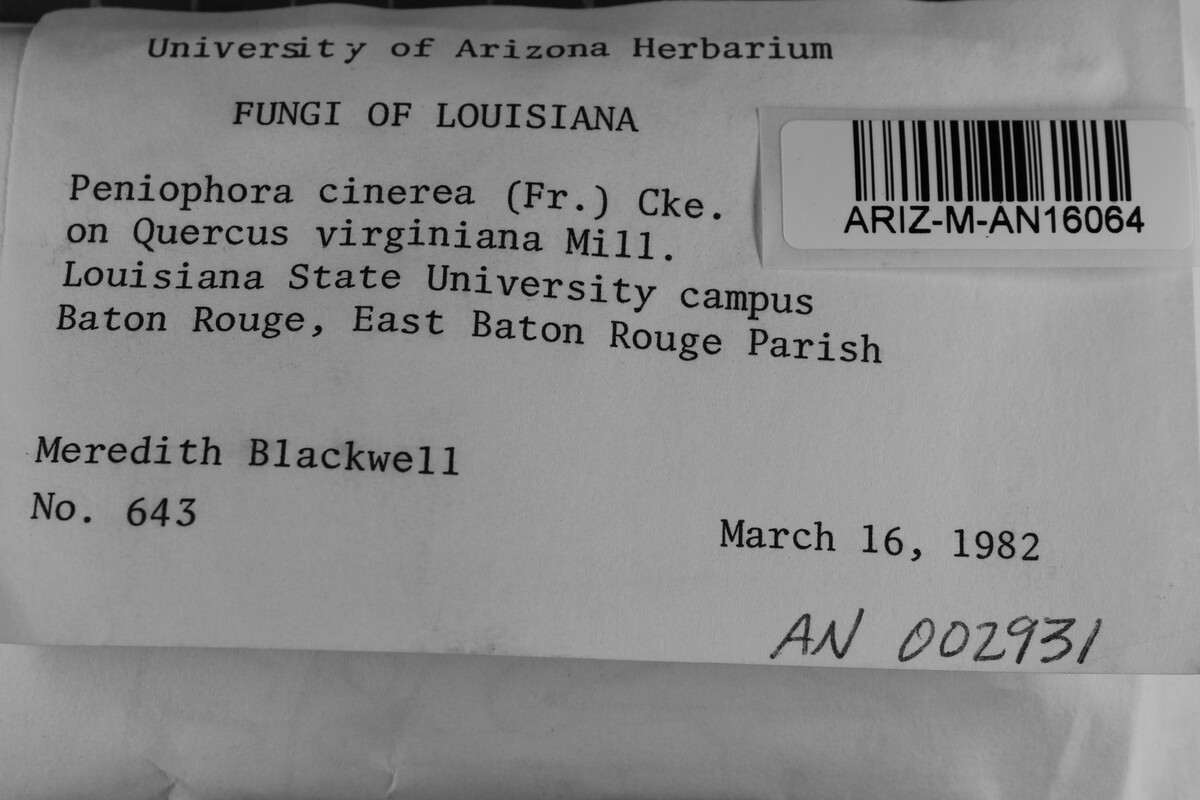 University of Arizona Herbarium
FUNGI OF LOUISIANA
Peniophora cinerea (Fr.) Cke.
on Quercus virginiana Mill.
Louisiana State University campus
Baton Rouge, East Baton Rouge Parish
ARIZ-M-AN16064
Meredith Blackwell
No. 643
March 16, 1982
AN 002931